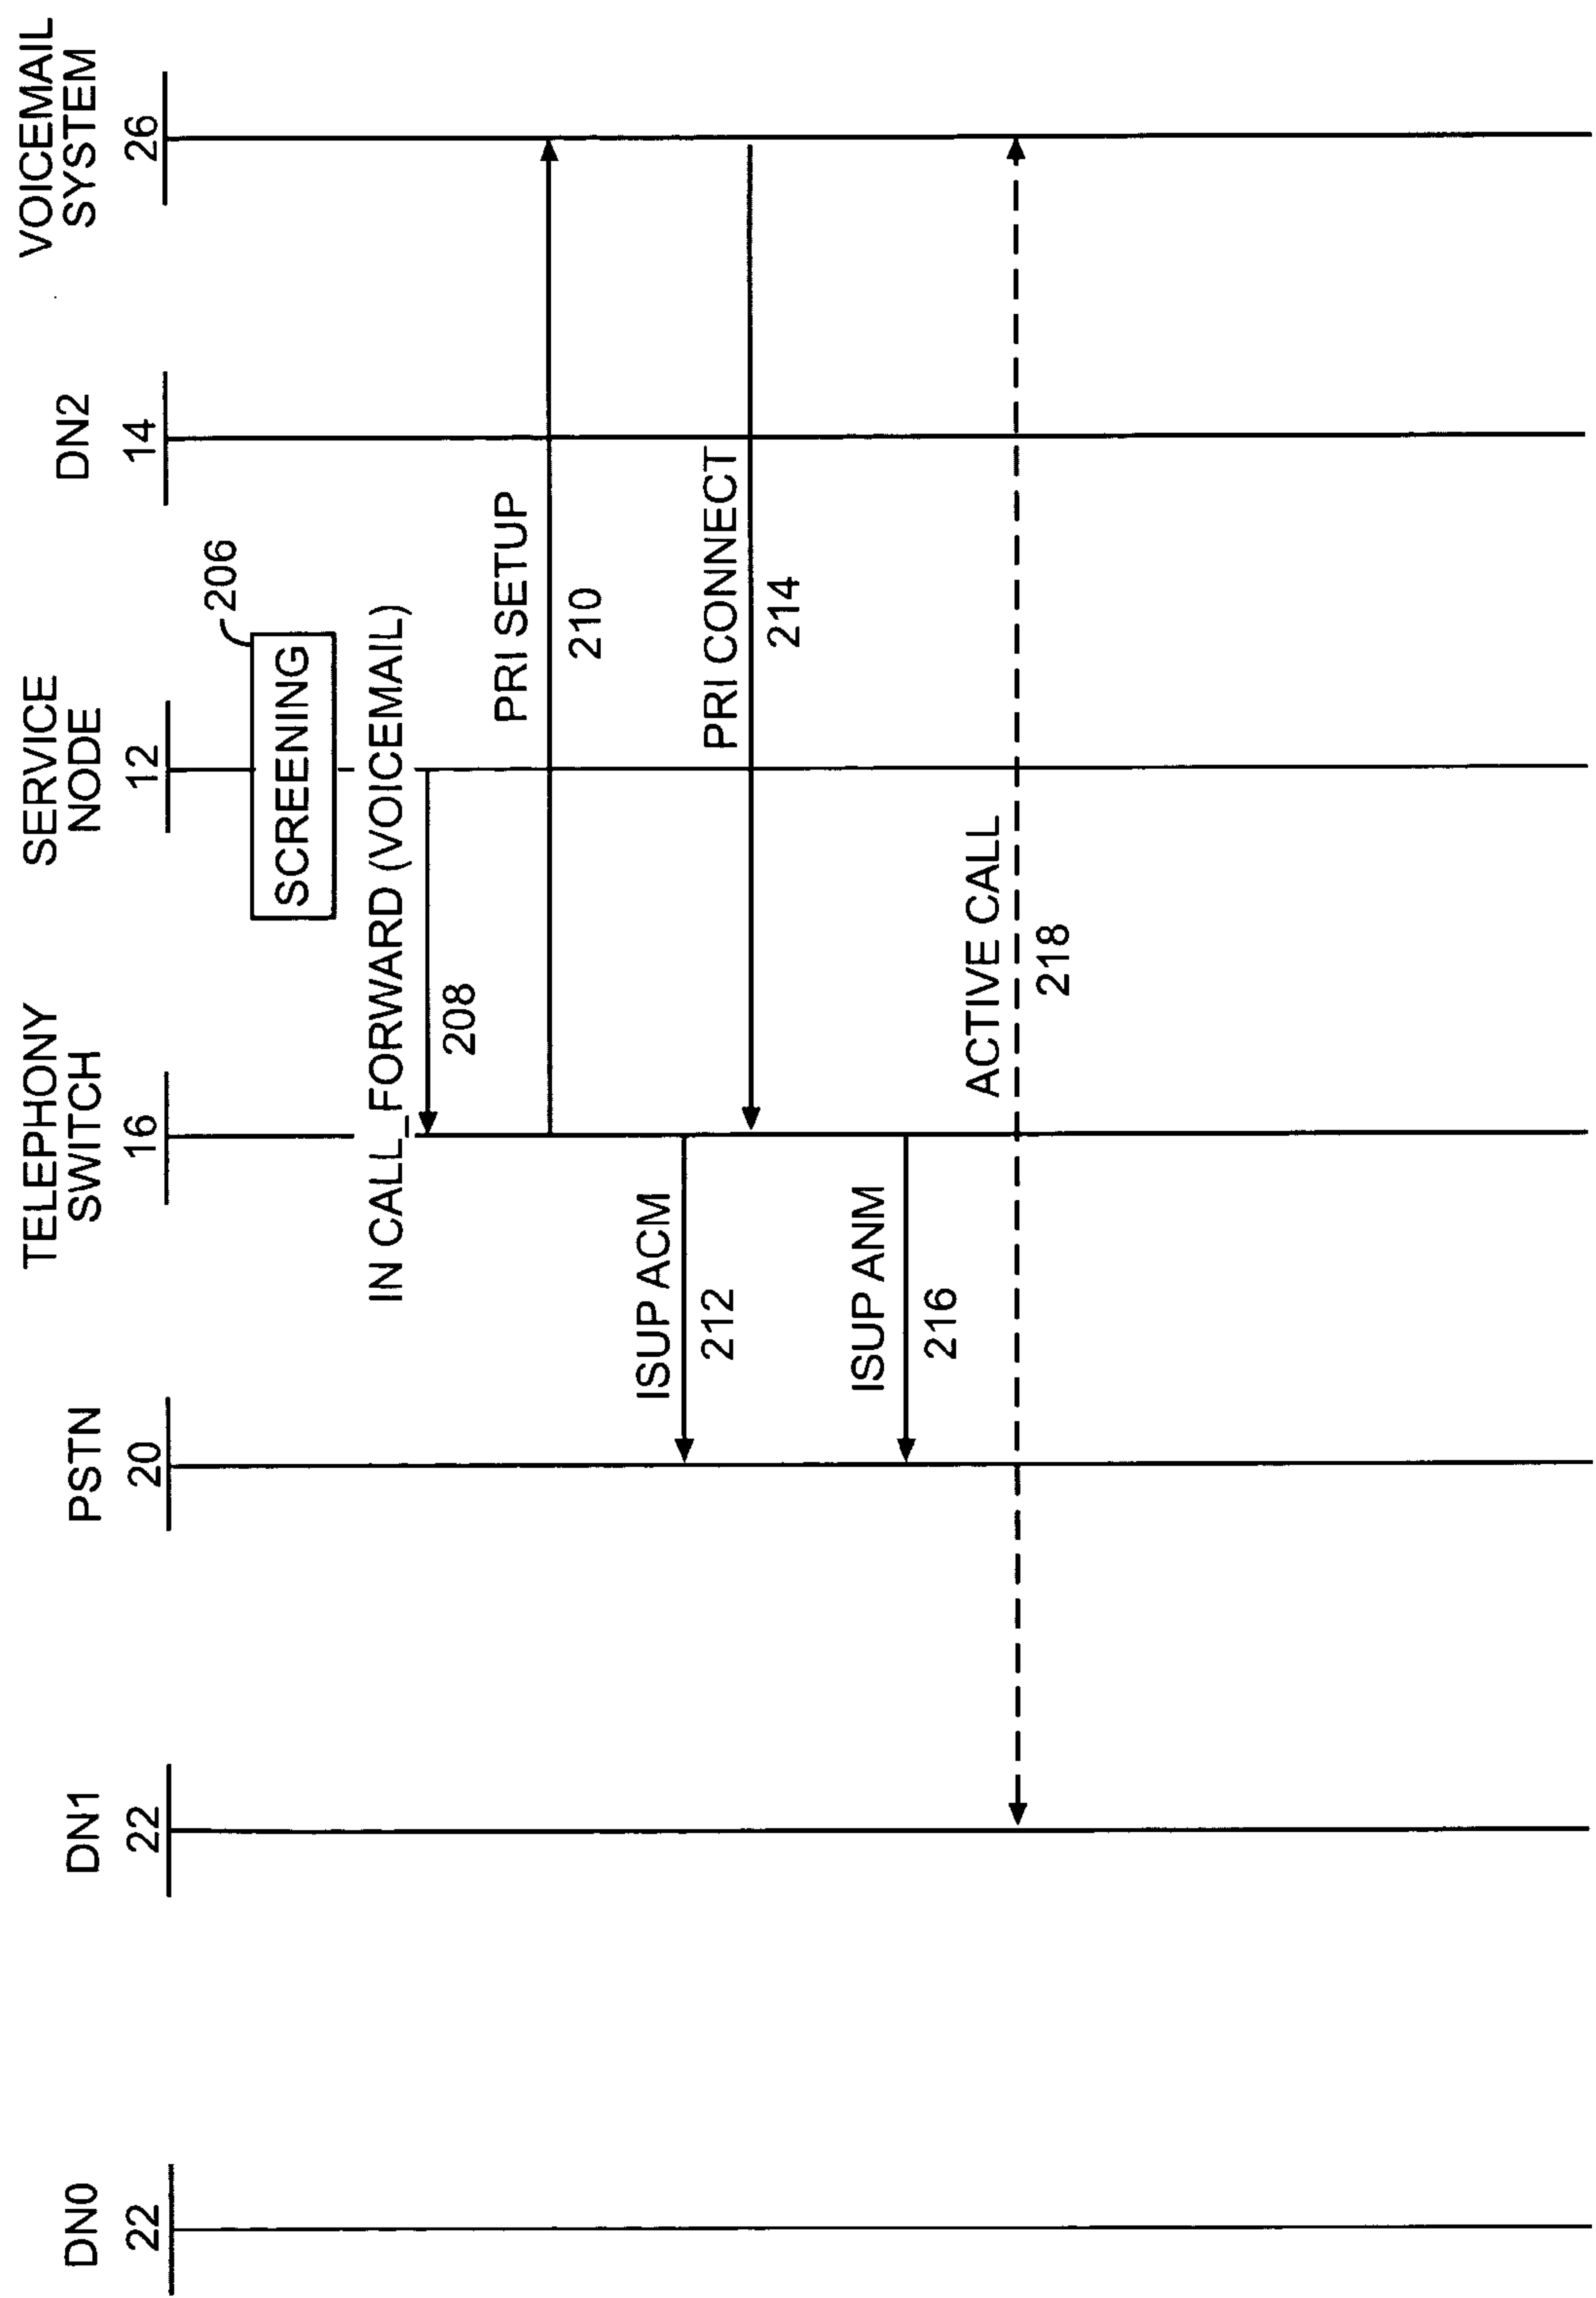 DN0
22
DN1
22
PSTN
20
TELEPHONY
SWITCH
16
SERVICE
NODE
12
DN2
14
VOICEMAIL
SYSTEM
26
206
SCREENING
IN CALL_FORWARD (VOICEMAIL)
208
PRI SETUP
210
ISUP ACM
212
PRI CONNECT
214
ISUP ANM
216
ACTIVE CALL
218